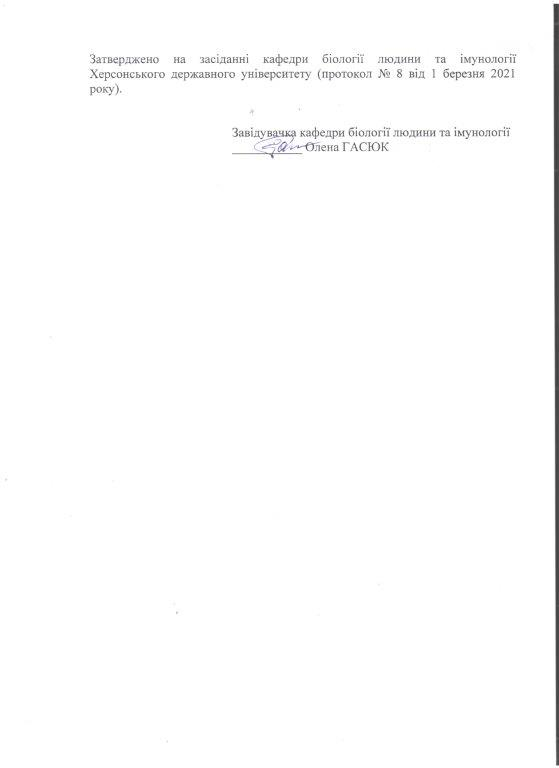 Затверджено на засіданні кафедри біології людини та імунології
Херсонського державного університету (протокол № 8 від 1 березня 2021
року).
Завідувачка кафедри біології людини та імунології
Олена ГАСЮК